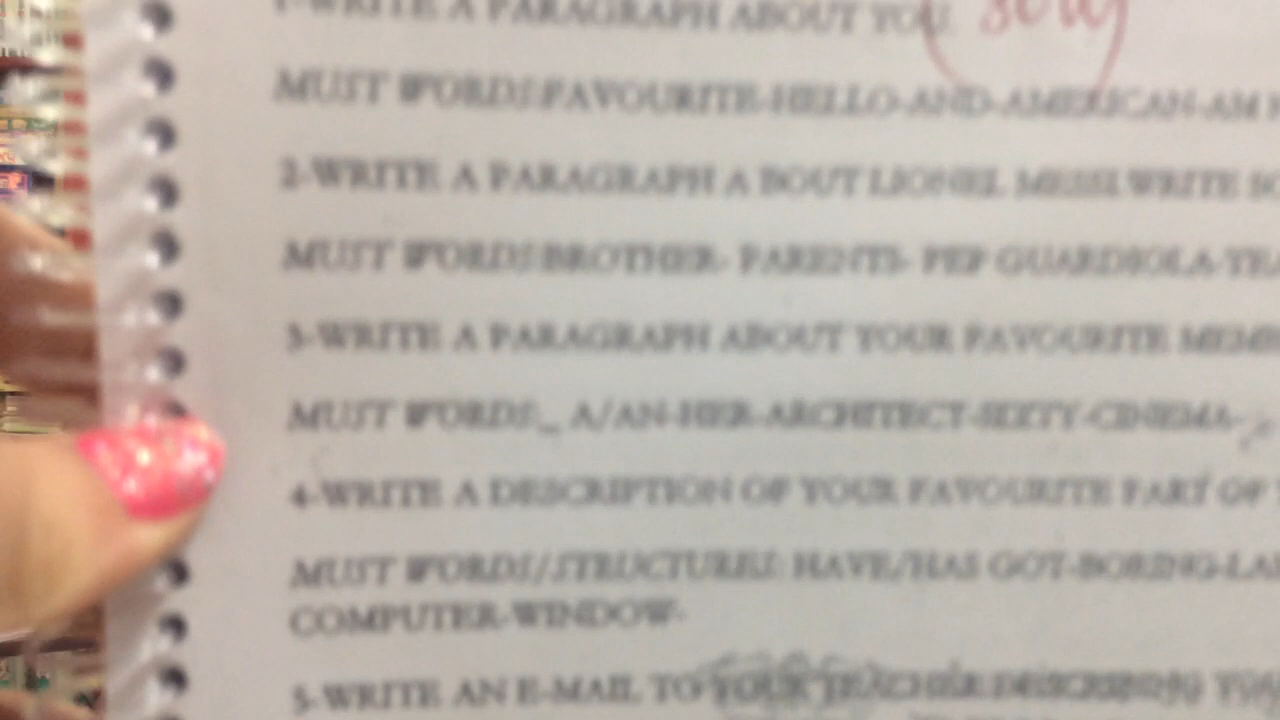 1-WRITE A PARAGRAPH ABOUT YOU.
MUST WORDS:FAVOURITE-HELLO-AND-AMERICAN-AM
2-WRITE A PARAGRAPH A BOUT LIONEL MESSI.WRITE
MUST WORDS:BROTHER- PARENTS- PEP GUARDIOLA-
3-WRITE A PARAGRAPH ABOUT YOUR FAVOURITE
MUST WORDS:_ A/AN-HER-ARCHITECT-SIXTY-CINEMA-
4-WRITE A DESCRIPTION OF YOUR FAVOURITE PART OF
MUST WORDS/STRUCTURES: HAVE/HAS GOT-BORING-
COMPUTER-WINDOW-
5-WRITE AN E-MAIL TO YOUR TEACHER DESCRIBING